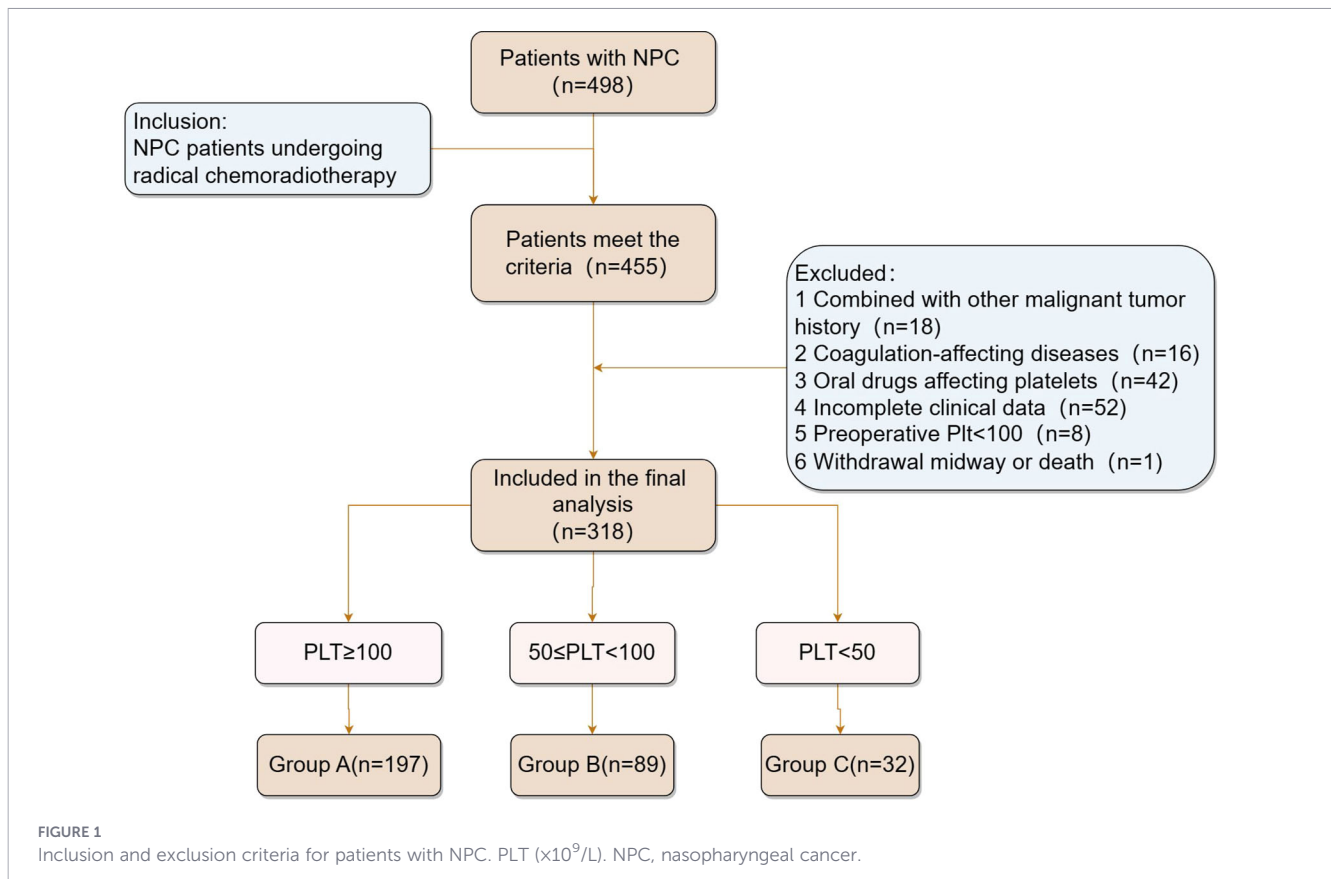 Patients with NPC
(n=498)
Inclusion:
NPC patients undergoing
radical chemoradiotherapy
Patients meet the
criteria (n=455)
Excluded:
1 Combined with other malignant tumor
history (n=18)
2 Coagulation-affecting diseases (n=16)
3 Oral drugs affecting platelets (n=42)
4 Incomplete clinical data (n=52)
5 Preoperative Plt<100 (n=8)
6 Withdrawal midway or death (n=1)
Included in the final
analysis
(n=318)
PLT≥100
50≤PLT<100
PLT<50
Group A(n=197)
Group B(n=89)
Group C(n=32)
FIGURE 1
Inclusion and exclusion criteria for patients with NPC. PLT (×10⁹/L). NPC, nasopharyngeal cancer.